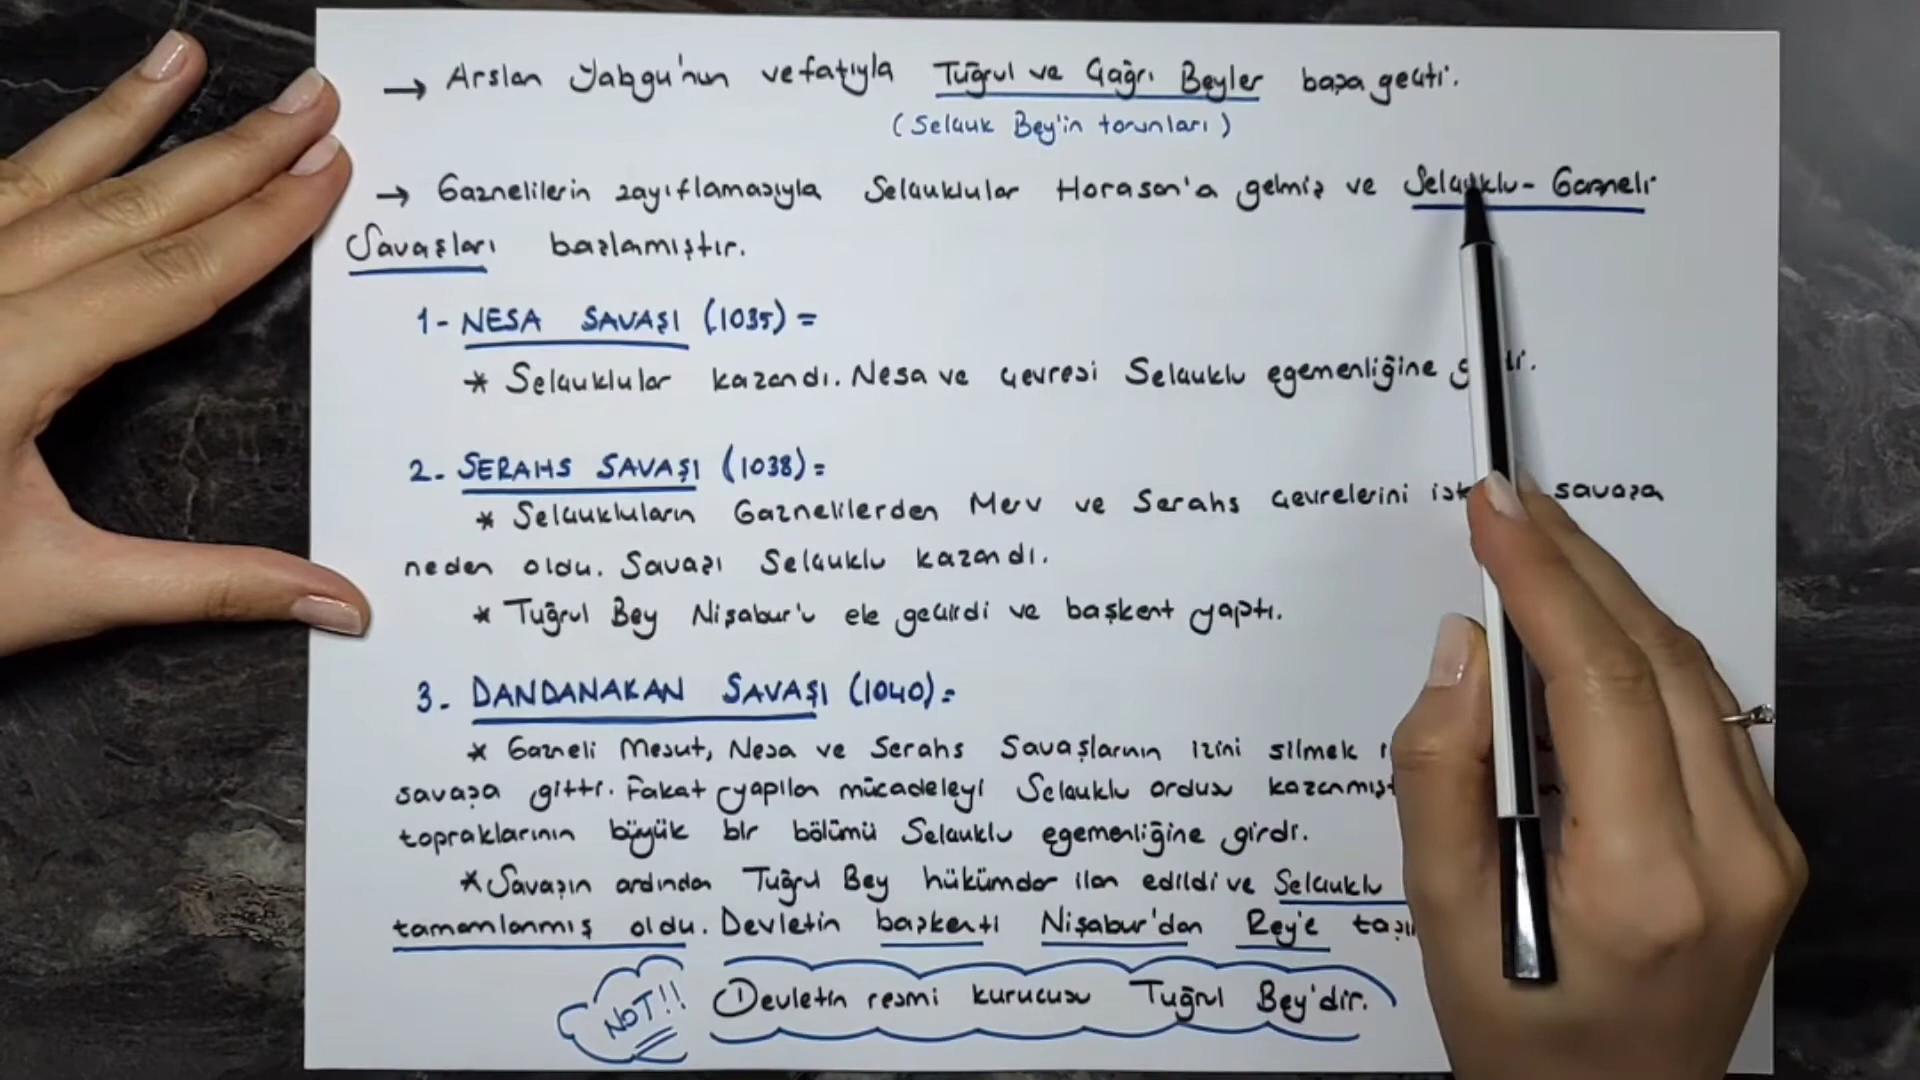 → Arslan Yabgu'nun vefatıyla Tuğrul ve Çağrı Beyler başa geçti.
(Selçuk Bey'in torunları)
→ Gaznelilerin zayıflamasıyla Selçuklular Horasan'a gelmiş ve Selçuklu-Gazneli
Savaşları başlamıştır.
1- NESA SAVAŞI (1035) =
* Selçuklular kazandı. Nesa ve çevresi Selçuklu egemenliğine
2. SERAHS SAVAŞI (1038) =
* Selçukluların Gaznelilerden Merv ve Serahs çevrelerini savaşa
neden oldu. Savaşı Selçuklu kazandı.
* Tuğrul Bey Nişabur'u ele geçirdi ve başkent yaptı.
3. DANDANAKAN SAVAŞI (1040) =
* Gazneli Mesut, Nesa ve Serahs Savaşlarının izini silmek
savaşa gitti. Fakat yapılan mücadeleyi Selçuklu ordusu
topraklarının büyük bir bölümü Selçuklu egemenliğine girdi.
* Savaşın ardından Tuğrul Bey hükümdar ilan edildi ve Selçuklu
tamamlanmış oldu. Devletin başkenti Nişabur'dan Rey'e
NOT!! Devletin resmi kurucusu Tuğrul Bey'dir.